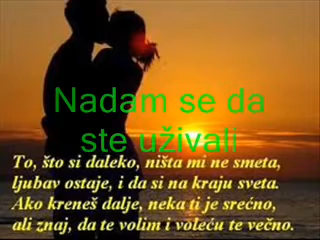 Nadam se da
ste uživali
To, što si daleko, ništa mi ne smeta,
ljubav ostaje, i da si na kraju sveta.
Ako kreneš dalje, neka ti je srećno,
ali znaj, da te volim i voleću te večno.